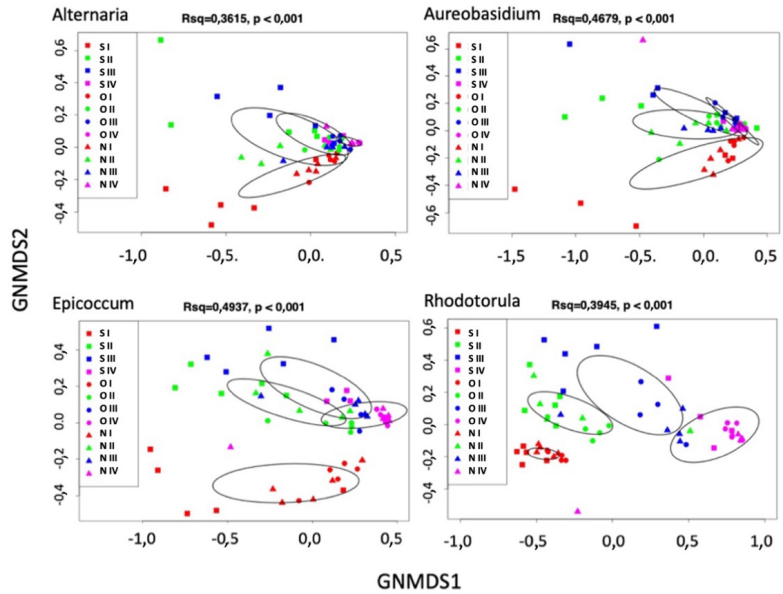 Alternaria
Rsq=0,3615, p < 0,001
0,6
0,4
0,2
0,0
-0,2
-0,4
S I
S II
S III
S IV
O I
O II
O III
O IV
N I
N II
N III
N IV
-1,0 -0,5 0,0 0,5
Aureobasidium
Rsq=0,4679, p < 0,001
0,6
0,4
0,2
0,0
-0,2
-0,4
-0,6
S I
S II
S III
S IV
O I
O II
O III
O IV
N I
N II
N III
N IV
-1,5 -1,0 -0,5 0,0. 0,5
GNMDS2
Epicoccum
Rsq=0,4937, p < 0,001
0,4
0,2
0,0
-0,2
-0,4
S I
S II
S III
S IV
O I
O II
O III
O IV
N I
N II
N III
N IV
-1,0 -0,5 0,0 0,5
Rhodotorula
Rsq=0,3945, p < 0,001
0,6
0,4
0,2
0,0
-0,2
-0,4
S I
S II
S III
S IV
O I
O II
O III
O IV
N I
N II
N III
N IV
-1,0 -0,5 0,0 0,5 1,0
GNMDS1